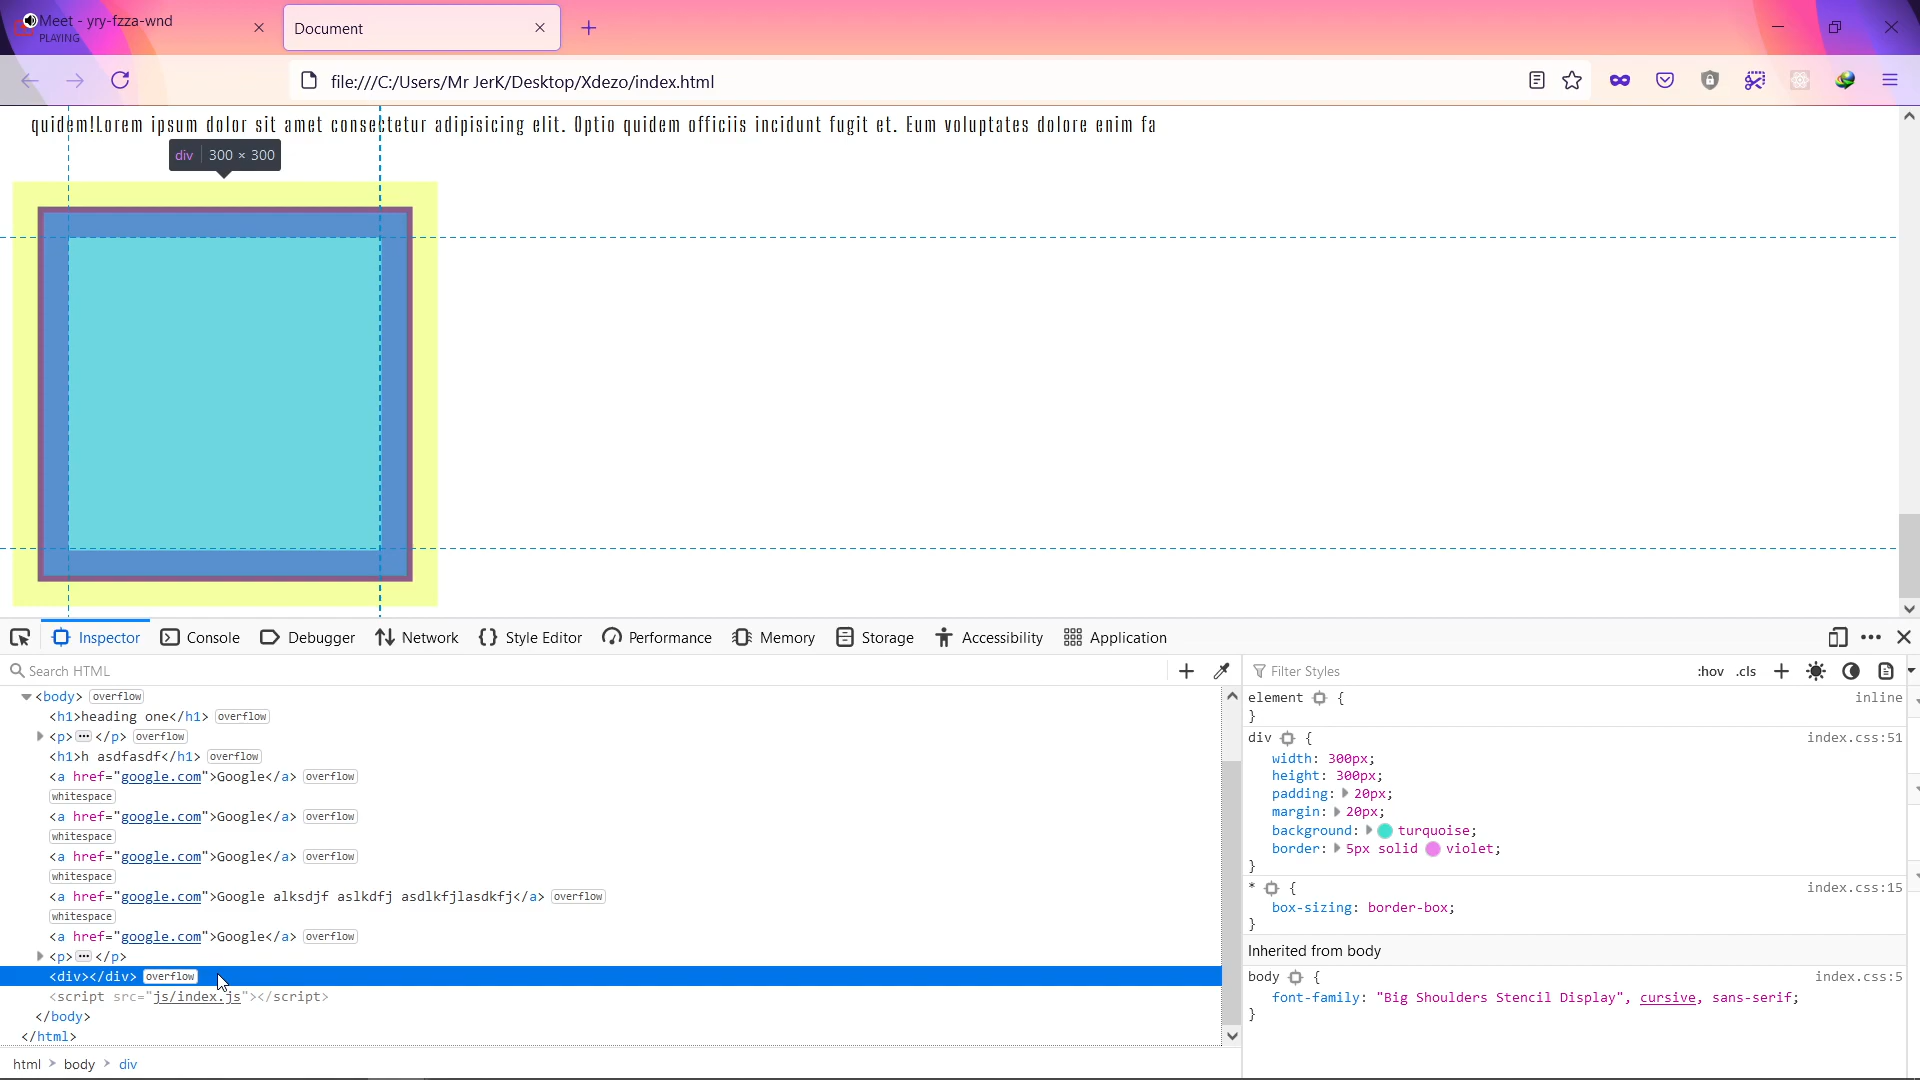 Meet - yry-fzza-wnd
PLAYING
Document
file:///C:/Users/Mr JerK/Desktop/Xdezo/index.html
quidem!Lorem ipsum dolor sit amet consectetur adipisicing elit. Optio quidem officiis incidunt fugit et. Eum voluptates dolore enim fa
div 300 × 300
Inspector Console Debugger Network Style Editor Performance Memory Storage Accessibility Application
Search HTML
<body> overflow
<h1>heading one</h1> overflow
<p>⋯</p> overflow
<h1>h asdfasdf</h1> overflow
<a href="google.com">Google</a> overflow
whitespace
<a href="google.com">Google</a> overflow
whitespace
<a href="google.com">Google</a> overflow
whitespace
<a href="google.com">Google alksdjf aslkdfj asdlkfjlasdkfj</a> overflow
whitespace
<a href="google.com">Google</a> overflow
<p>⋯</p>
<div></div> overflow
<script src="js/index.js"></script>
</body>
</html>
html > body > div
Filter Styles :hov .cls
element { inline
}
div { index.css:51
width: 300px;
height: 300px;
padding: 20px;
margin: 20px;
background: turquoise;
border: 5px solid violet;
}
* { index.css:15
box-sizing: border-box;
}
Inherited from body
body { index.css:5
font-family: "Big Shoulders Stencil Display", cursive, sans-serif;
}